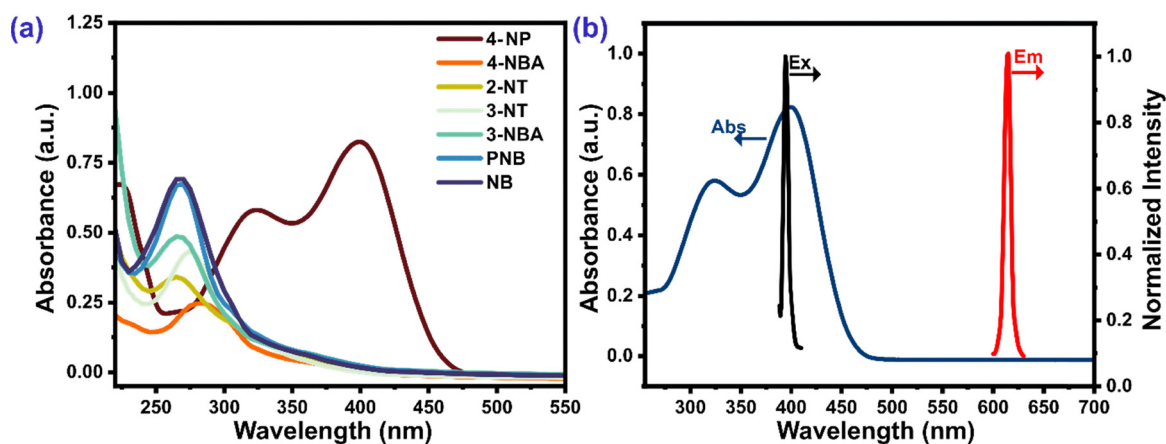 (a)
1.25
1.00
0.75
0.50
0.25
0.00
Absorbance (a.u.)
4-NP
4-NBA
2-NT
3-NT
3-NBA
PNB
NB
250 300 350 400 450 500 550
Wavelength (nm)
(b)
1.0
0.8
0.6
0.4
0.2
0.0
Absorbance (a.u.)
Abs
Ex
Em
1.0
0.8
0.6
0.4
0.2
0.0
Normalized Intensity
300 350 400 450 500 550 600 650 700
Wavelength (nm)